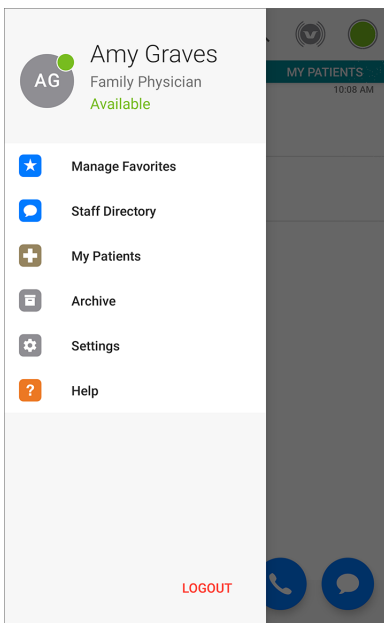 AG
Amy Graves
Family Physician
Available
MY PATIENTS
10:08 AM
Manage Favorites
Staff Directory
My Patients
Archive
Settings
? Help
LOGOUT